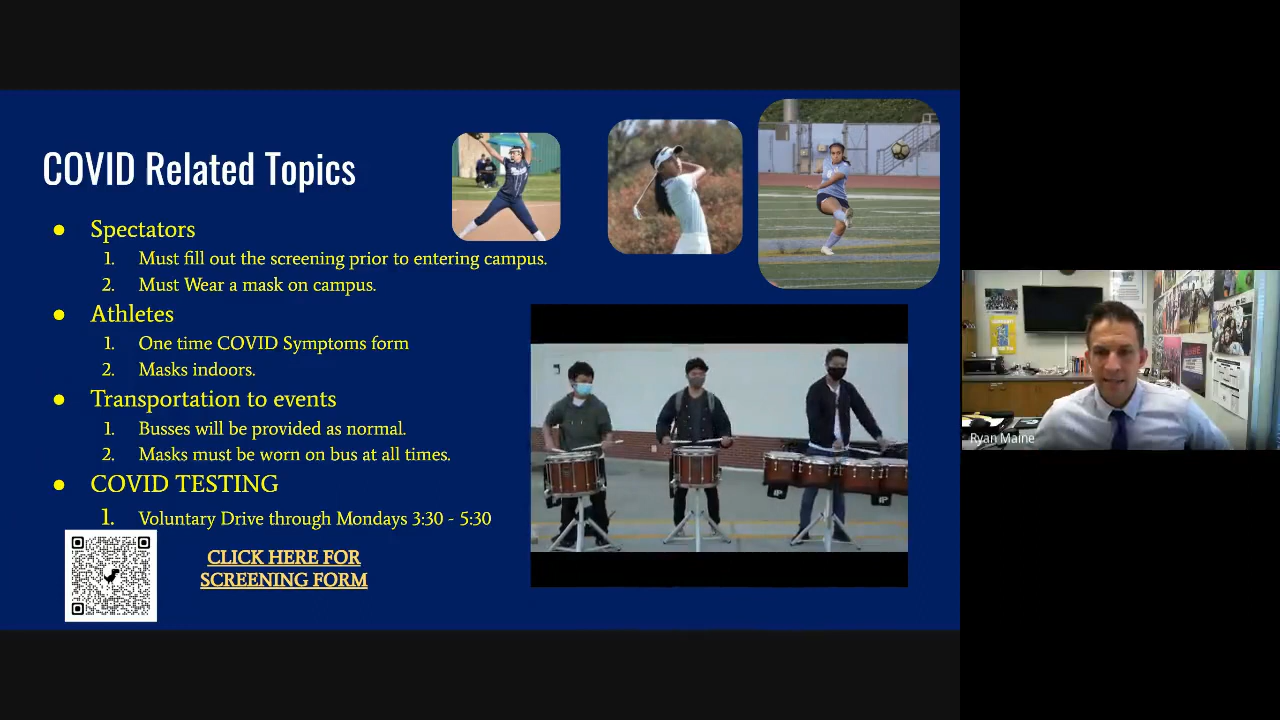 COVID Related Topics
● Spectators
1. Must fill out the screening prior to entering campus.
2. Must Wear a mask on campus.
● Athletes
1. One time COVID Symptoms form
2. Masks indoors.
● Transportation to events
1. Busses will be provided as normal.
2. Masks must be worn on bus at all times.
● COVID TESTING
1. Voluntary Drive through Mondays 3:30 - 5:30
CLICK HERE FOR
SCREENING FORM
Ryan Maine